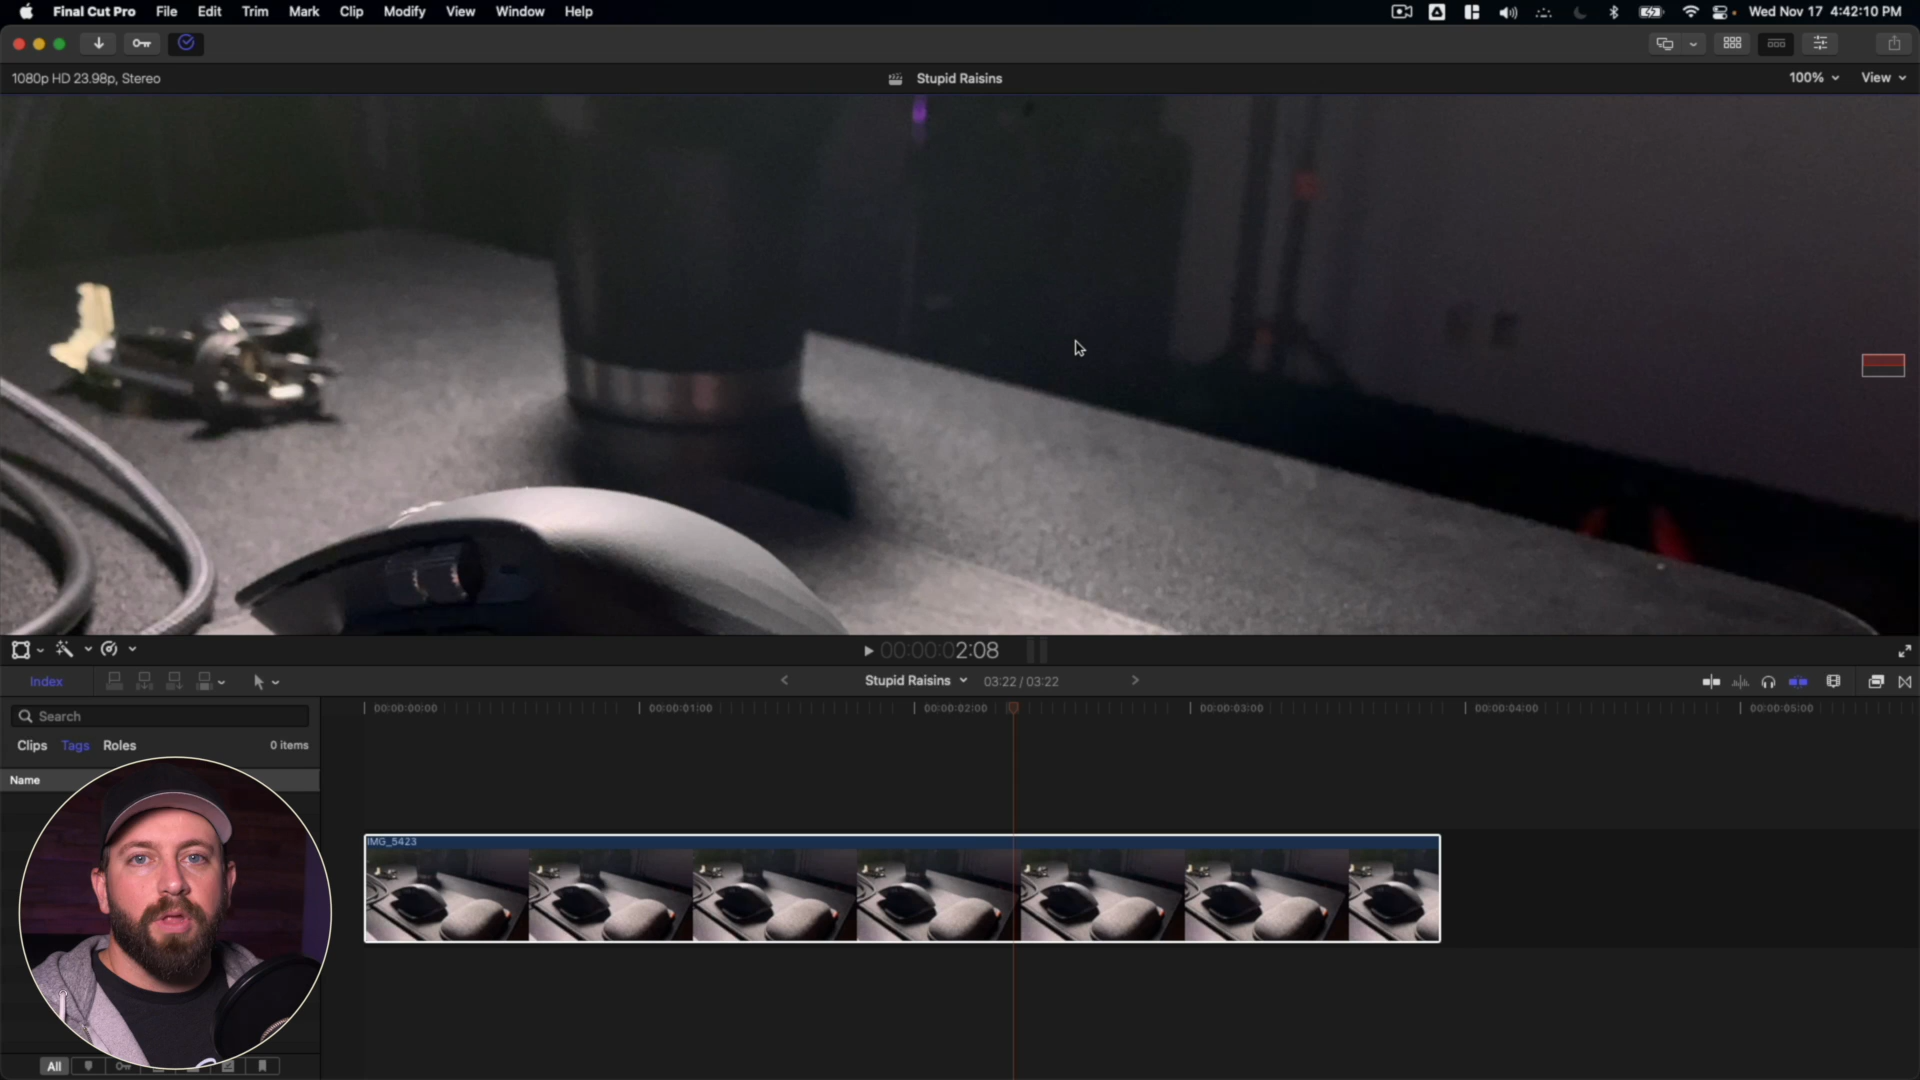 Final Cut Pro File Edit Trim Mark Clip Modify View Window Help Wed Nov 17 4:42:10 PM
1080p HD 23.98p, Stereo Stupid Raisins 100% View
00:00:02:08
Index Stupid Raisins 03:22 / 03:22
Search 00:00:00:00 00:00:01:00 00:00:02:00 00:00:03:00 00:00:04:00 00:00:05:00
Clips Tags Roles 0 items
Name
IMG_5423
All